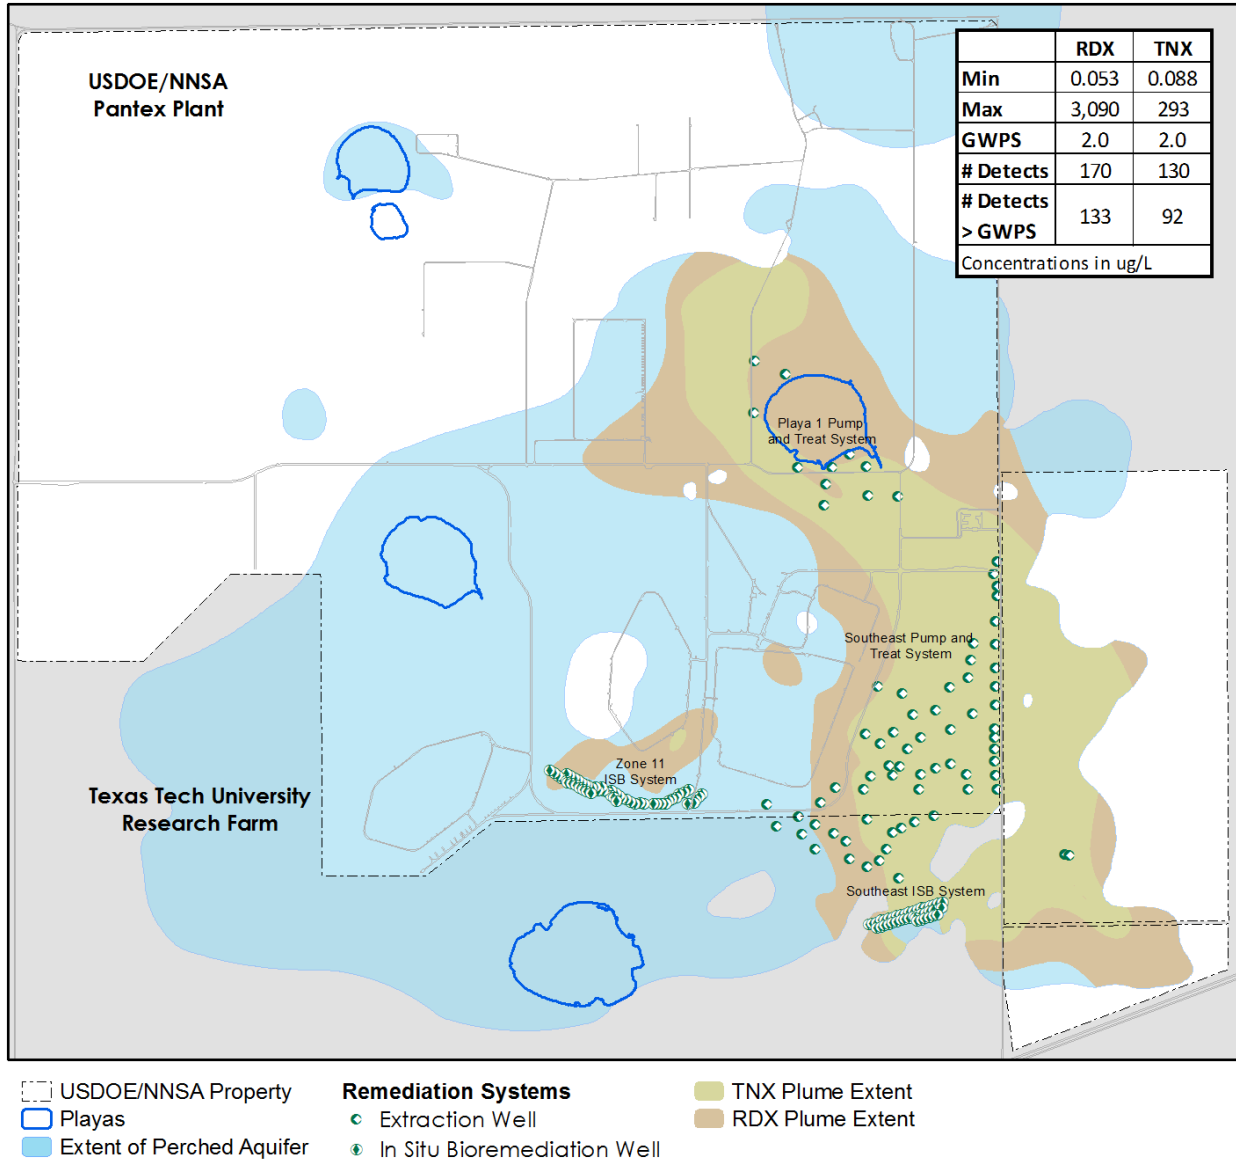 USDOE/NNSA
Pantex Plant
RDX TNX
Min 0.053 0.088
Max 3,090 293
GWPS 2.0 2.0
# Detects 170 130
# Detects
> GWPS 133 92
Concentrations in ug/L
Playa 1 Pump
and Treat System
Southeast Pump and
Treat System
Zone 11
ISB System
Texas Tech University
Research Farm
Southeast ISB System
USDOE/NNSA Property
Playas
Extent of Perched Aquifer
Remediation Systems
Extraction Well
In Situ Bioremediation Well
TNX Plume Extent
RDX Plume Extent